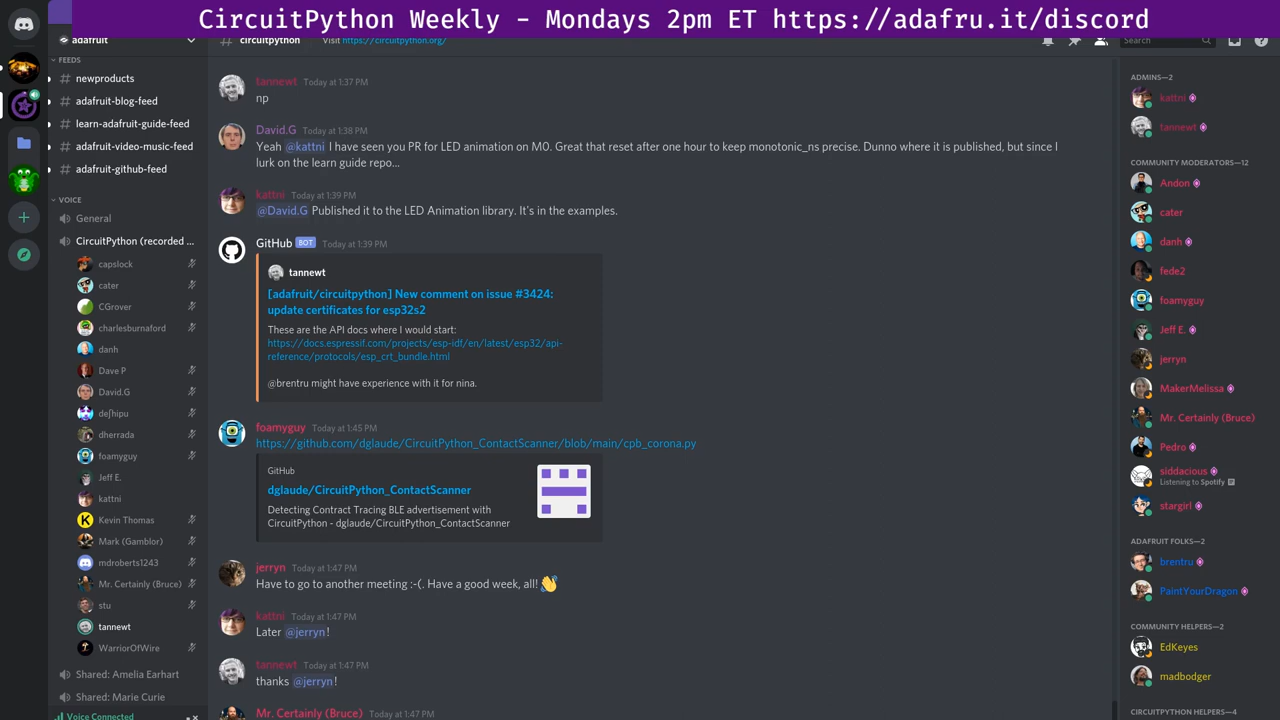 CircuitPython Weekly - Mondays 2pm ET https://adafru.it/discord
adafruit
# circuitpython
Visit https://circuitpython.org/
Search
FEEDS
# newproducts
# adafruit-blog-feed
# learn-adafruit-guide-feed
# adafruit-video-music-feed
# adafruit-github-feed
VOICE
General
CircuitPython (recorded ...
capslock
cater
CGrover
charlesburnaford
danh
Dave P
David.G
deʃhipu
dherrada
foamyguy
Jeff E.
kattni
Kevin Thomas
Mark (Gamblor)
mdroberts1243
Mr. Certainly (Bruce)
stu
tannewt
WarriorOfWire
Shared: Amelia Earhart
Shared: Marie Curie
Voice Connected
tannewt Today at 1:37 PM
np
David.G Today at 1:38 PM
Yeah @kattni I have seen you PR for LED animation on M0. Great that reset after one hour to keep monotonic_ns precise. Dunno where it is published, but since I
lurk on the learn guide repo...
kattni Today at 1:39 PM
@David.G Published it to the LED Animation library. It's in the examples.
GitHub BOT Today at 1:39 PM
tannewt
[adafruit/circuitpython] New comment on issue #3424:
update certificates for esp32s2
These are the API docs where I would start:
https://docs.espressif.com/projects/esp-idf/en/latest/esp32/api-
reference/protocols/esp_crt_bundle.html
@brentru might have experience with it for nina.
foamyguy Today at 1:45 PM
https://github.com/dglaude/CircuitPython_ContactScanner/blob/main/cpb_corona.py
GitHub
dglaude/CircuitPython_ContactScanner
Detecting Contract Tracing BLE advertisement with
CircuitPython - dglaude/CircuitPython_ContactScanner
jerryn Today at 1:47 PM
Have to go to another meeting :-(. Have a good week, all! 👋
kattni Today at 1:47 PM
Later @jerryn!
tannewt Today at 1:47 PM
thanks @jerryn!
Mr. Certainly (Bruce) Today at 1:47 PM
ADMINS—2
kattni
tannewt
COMMUNITY MODERATORS—12
Andon
cater
danh
fede2
foamyguy
Jeff E.
jerryn
MakerMelissa
Mr. Certainly (Bruce)
Pedro
siddacious
Listening to Spotify
stargirl
ADAFRUIT FOLKS—2
brentru
PaintYourDragon
COMMUNITY HELPERS—2
EdKeyes
madbodger
CIRCUITPYTHON HELPERS—4